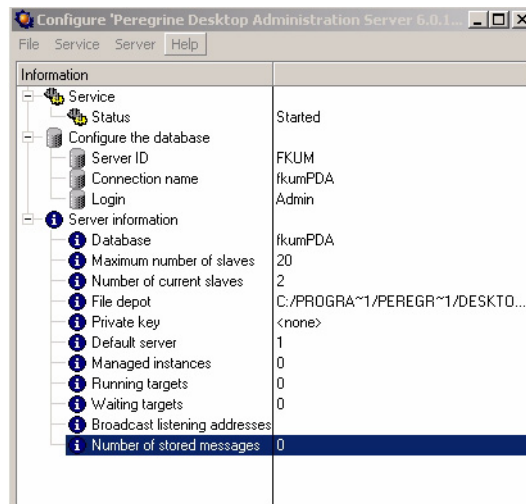 Configure 'Peregrine Desktop Administration Server 6.0.1...
File Service Server Help
Information
Service
Status Started
Configure the database
Server ID FKUM
Connection name fkumPDA
Login Admin
Server information
Database fkumPDA
Maximum number of slaves 20
Number of current slaves 2
File depot C:/PROGRA~1/PEREGR~1/DESKTO...
Private key <none>
Default server 1
Managed instances 0
Running targets 0
Waiting targets 0
Broadcast listening addresses
Number of stored messages 0